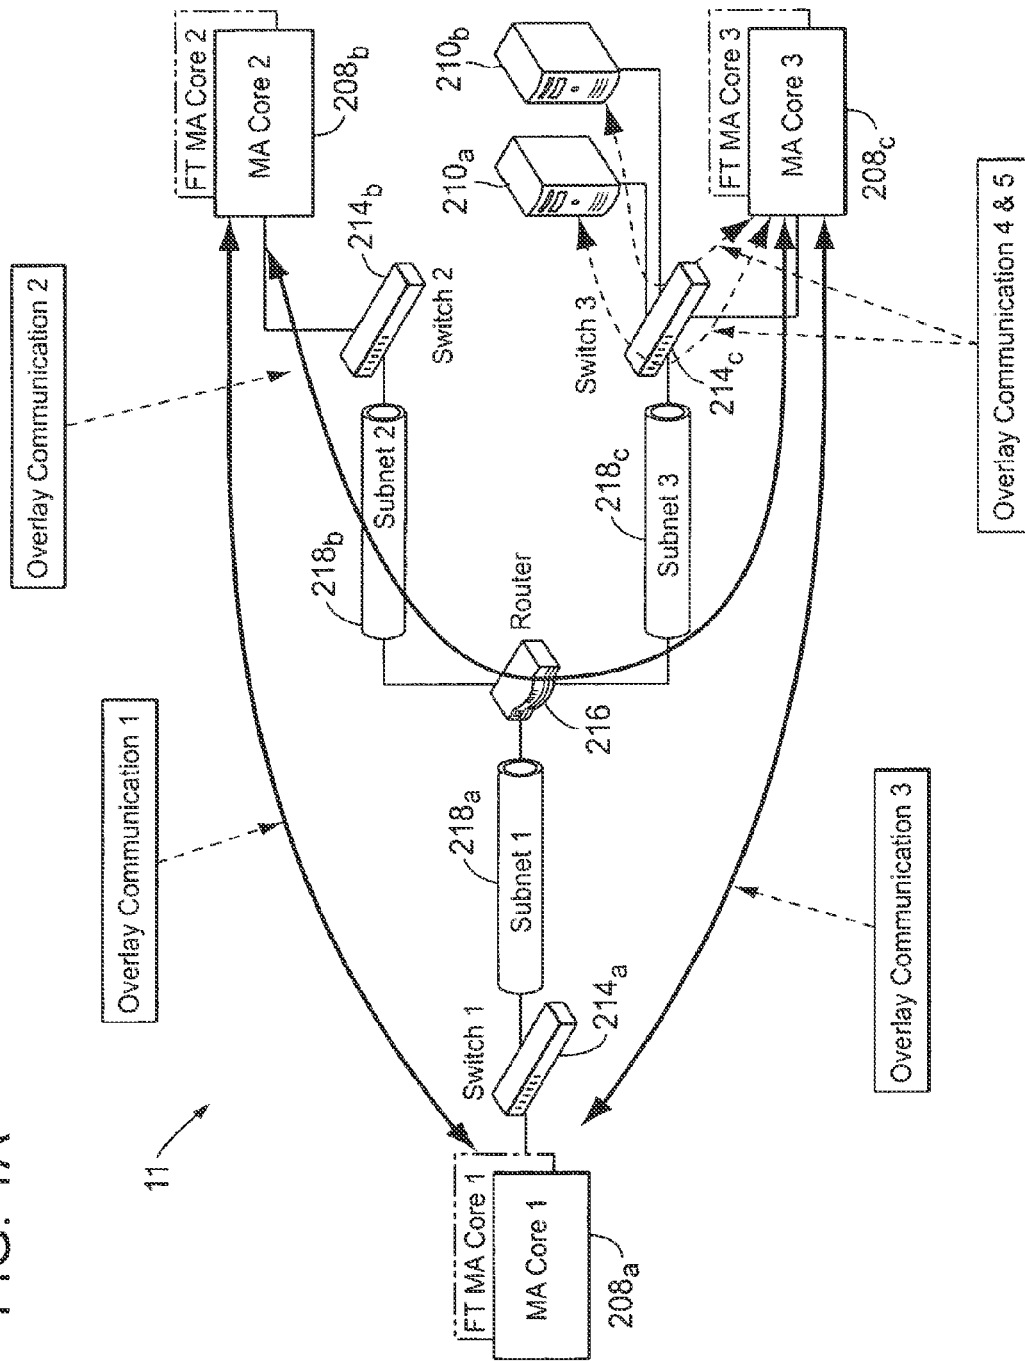 11
Overlay Communication 1
Overlay Communication 2
FT MA Core 2
MA Core 2
208b
214b
Switch 2
218b
Subnet 2
FT MA Core 1
MA Core 1
208a
Switch 1
214a
218a
Subnet 1
Router
216
210a
210b
Switch 3
214c
218c
Subnet 3
FT MA Core 3
MA Core 3
208c
Overlay Communication 3
Overlay Communication 4 & 5